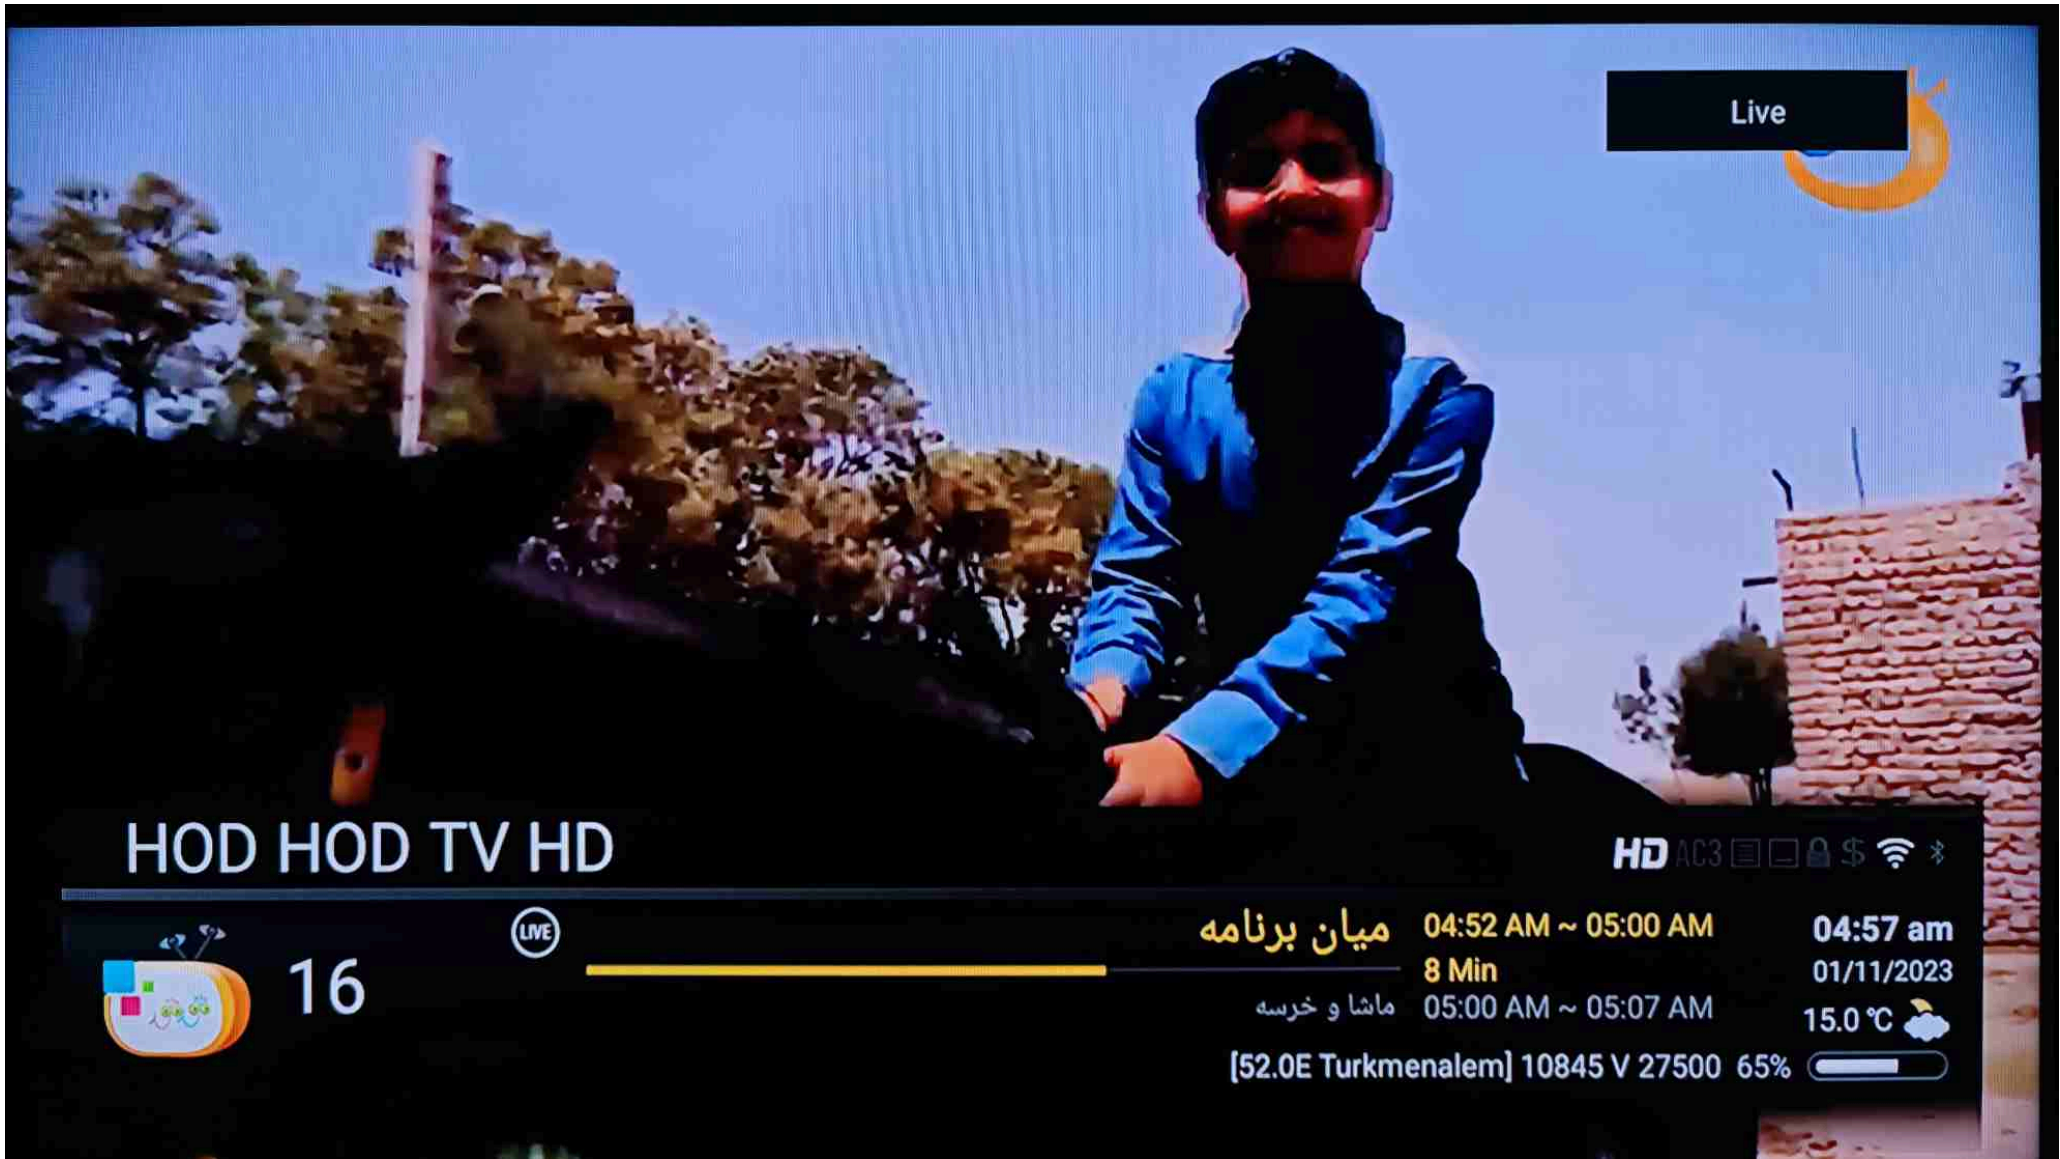 Live
HOD HOD TV HD
HD AC3 $
LIVE
16
میان برنامه 04:52 AM ~ 05:00 AM
8 Min
ماشا و خرسه 05:00 AM ~ 05:07 AM
04:57 am
01/11/2023
15.0 °C
[52.0E Turkmenalem] 10845 V 27500 65%